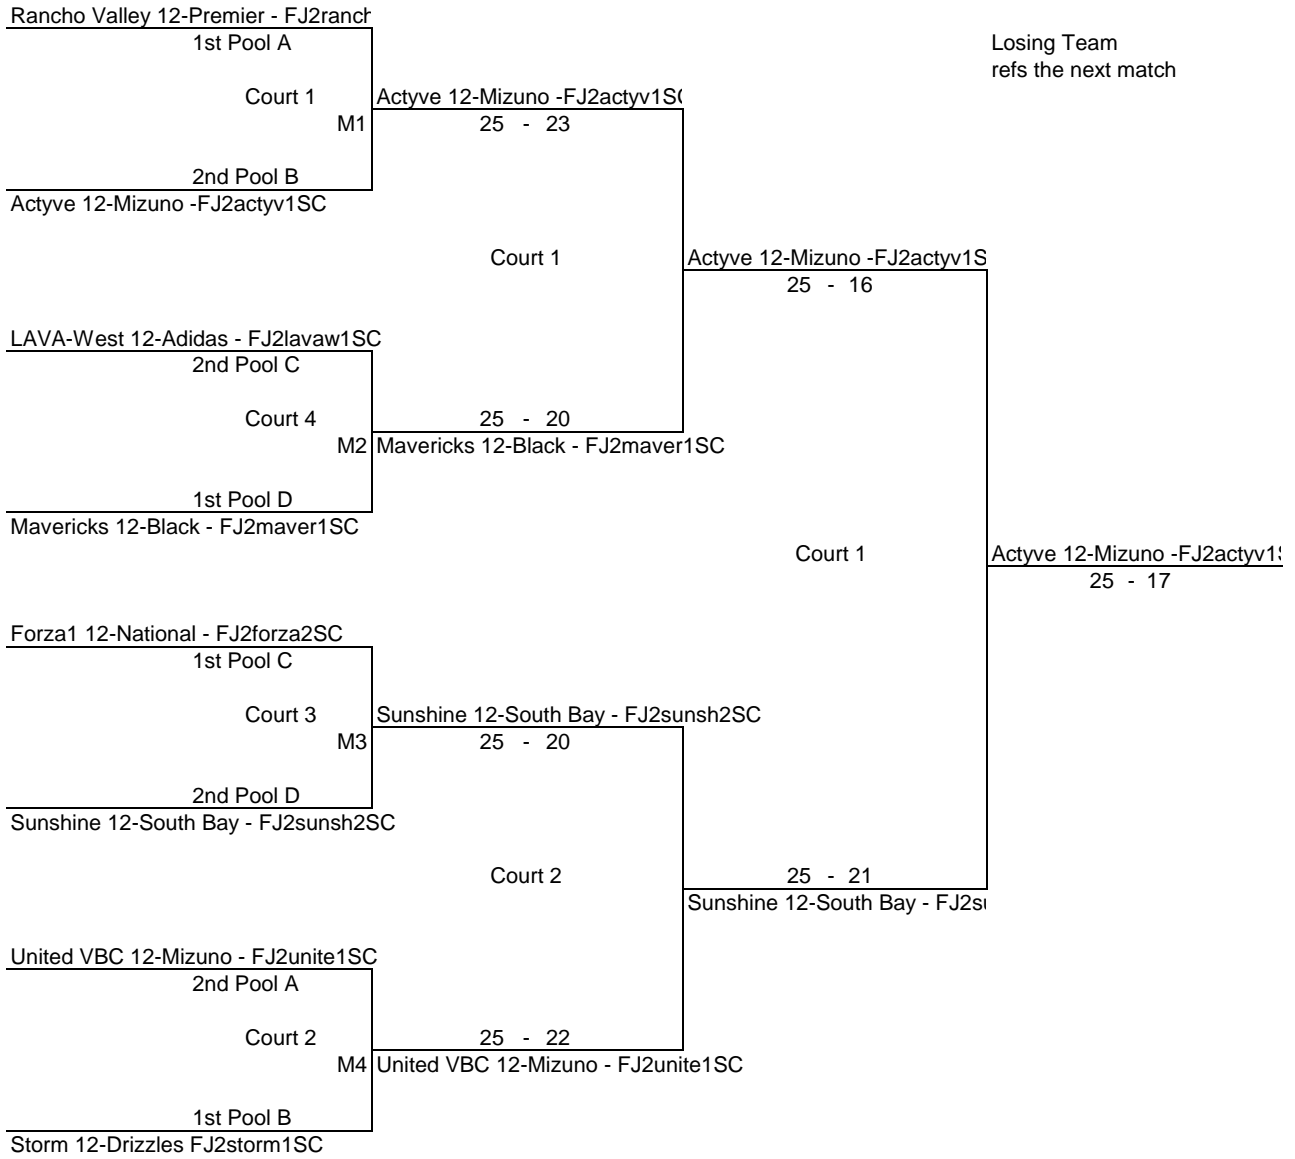 Rancho Valley 12-Premier - FJ2ranch
1st Pool A
Losing Team
refs the next match
Court 1
Actyve 12-Mizuno -FJ2actyv1S
M1
25 - 23
2nd Pool B
Actyve 12-Mizuno -FJ2actyv1SC
Court 1
Actyve 12-Mizuno -FJ2actyv1S
25 - 16
LAVA-West 12-Adidas - FJ2lavaw1SC
2nd Pool C
Court 4
25 - 20
M2
Mavericks 12-Black - FJ2maver1SC
1st Pool D
Mavericks 12-Black - FJ2maver1SC
Court 1
Actyve 12-Mizuno -FJ2actyv1
25 - 17
Forza1 12-National - FJ2forza2SC
1st Pool C
Court 3
Sunshine 12-South Bay - FJ2sunsh2SC
M3
25 - 20
2nd Pool D
Sunshine 12-South Bay - FJ2sunsh2SC
Court 2
25 - 21
Sunshine 12-South Bay - FJ2su
United VBC 12-Mizuno - FJ2unite1SC
2nd Pool A
Court 2
25 - 22
M4
United VBC 12-Mizuno - FJ2unite1SC
1st Pool B
Storm 12-Drizzles FJ2storm1SC